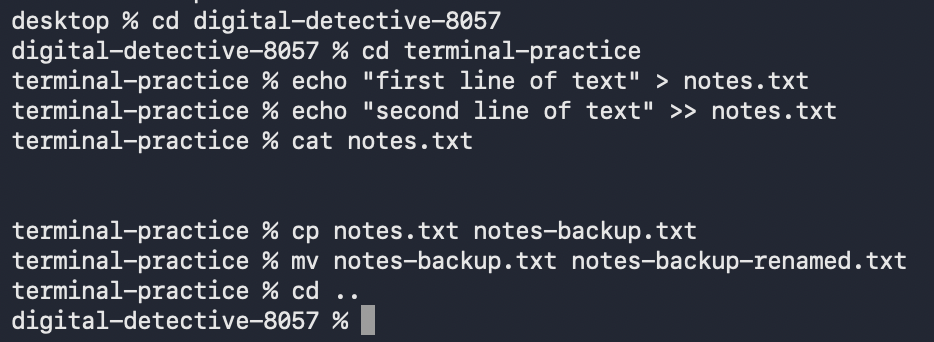 desktop % cd digital-detective-8057
digital-detective-8057 % cd terminal-practice
terminal-practice % echo "first line of text" > notes.txt
terminal-practice % echo "second line of text" >> notes.txt
terminal-practice % cat notes.txt
terminal-practice % cp notes.txt notes-backup.txt
terminal-practice % mv notes-backup.txt notes-backup-renamed.txt
terminal-practice % cd ..
digital-detective-8057 %